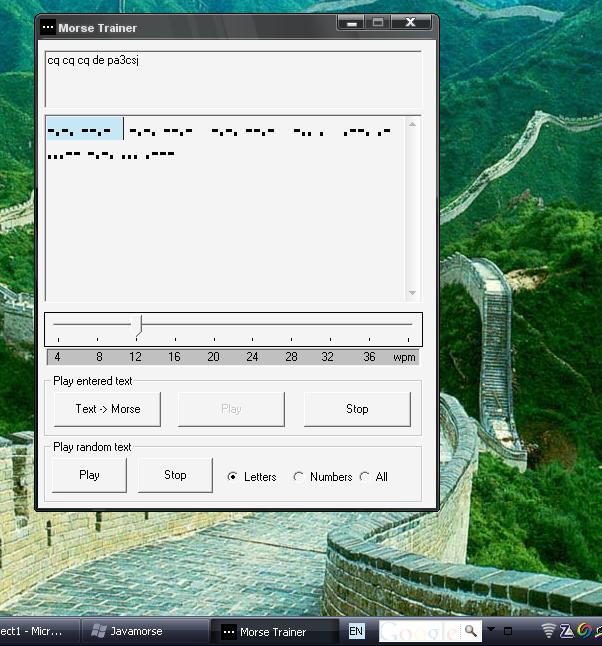 Morse Trainer
cq cq cq de pa3csj
-.-. --.- -.-. --.- -.-. --.- -.. . .--. .-
...-- -.-. ... .---
4 8 12 16 20 24 28 32 36 wpm
Play entered text
Text -> Morse Play Stop
Play random text
Play Stop Letters Numbers All
ect1 - Micr... Javamorse Morse Trainer EN Google